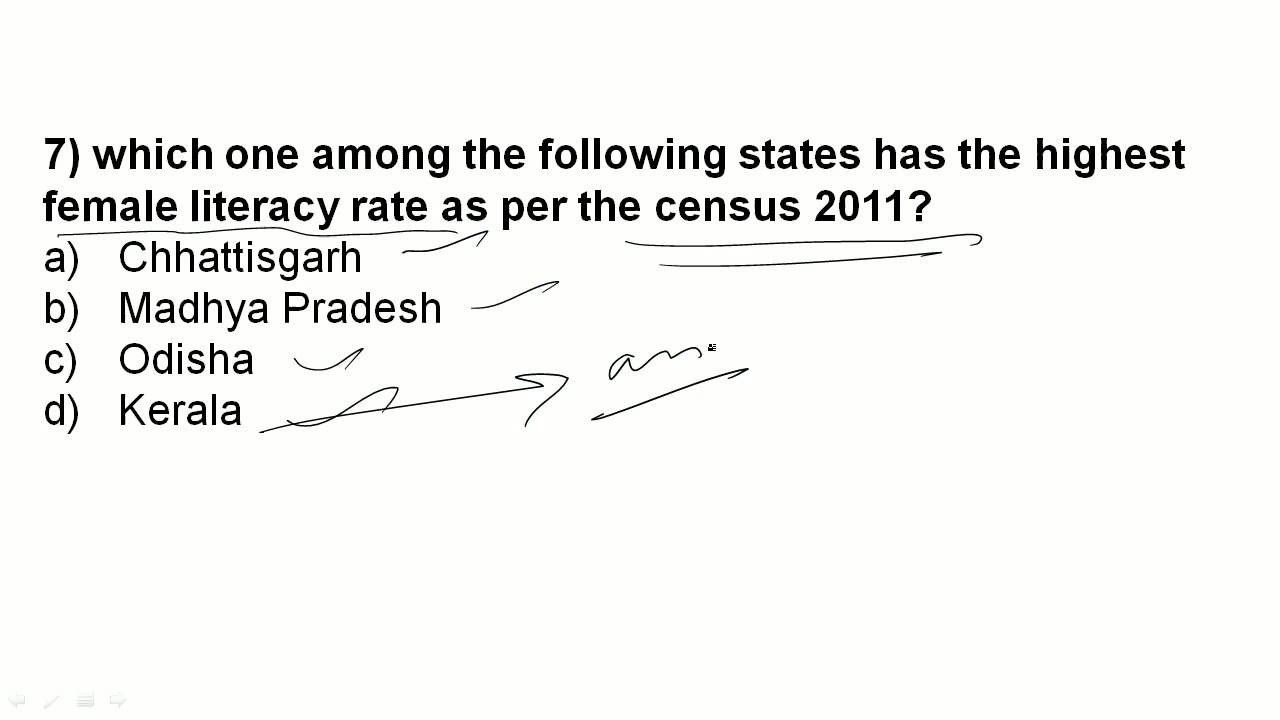 7) which one among the following states has the highest
female literacy rate as per the census 2011?
a) Chhattisgarh
b) Madhya Pradesh
c) Odisha
d) Kerala
ans